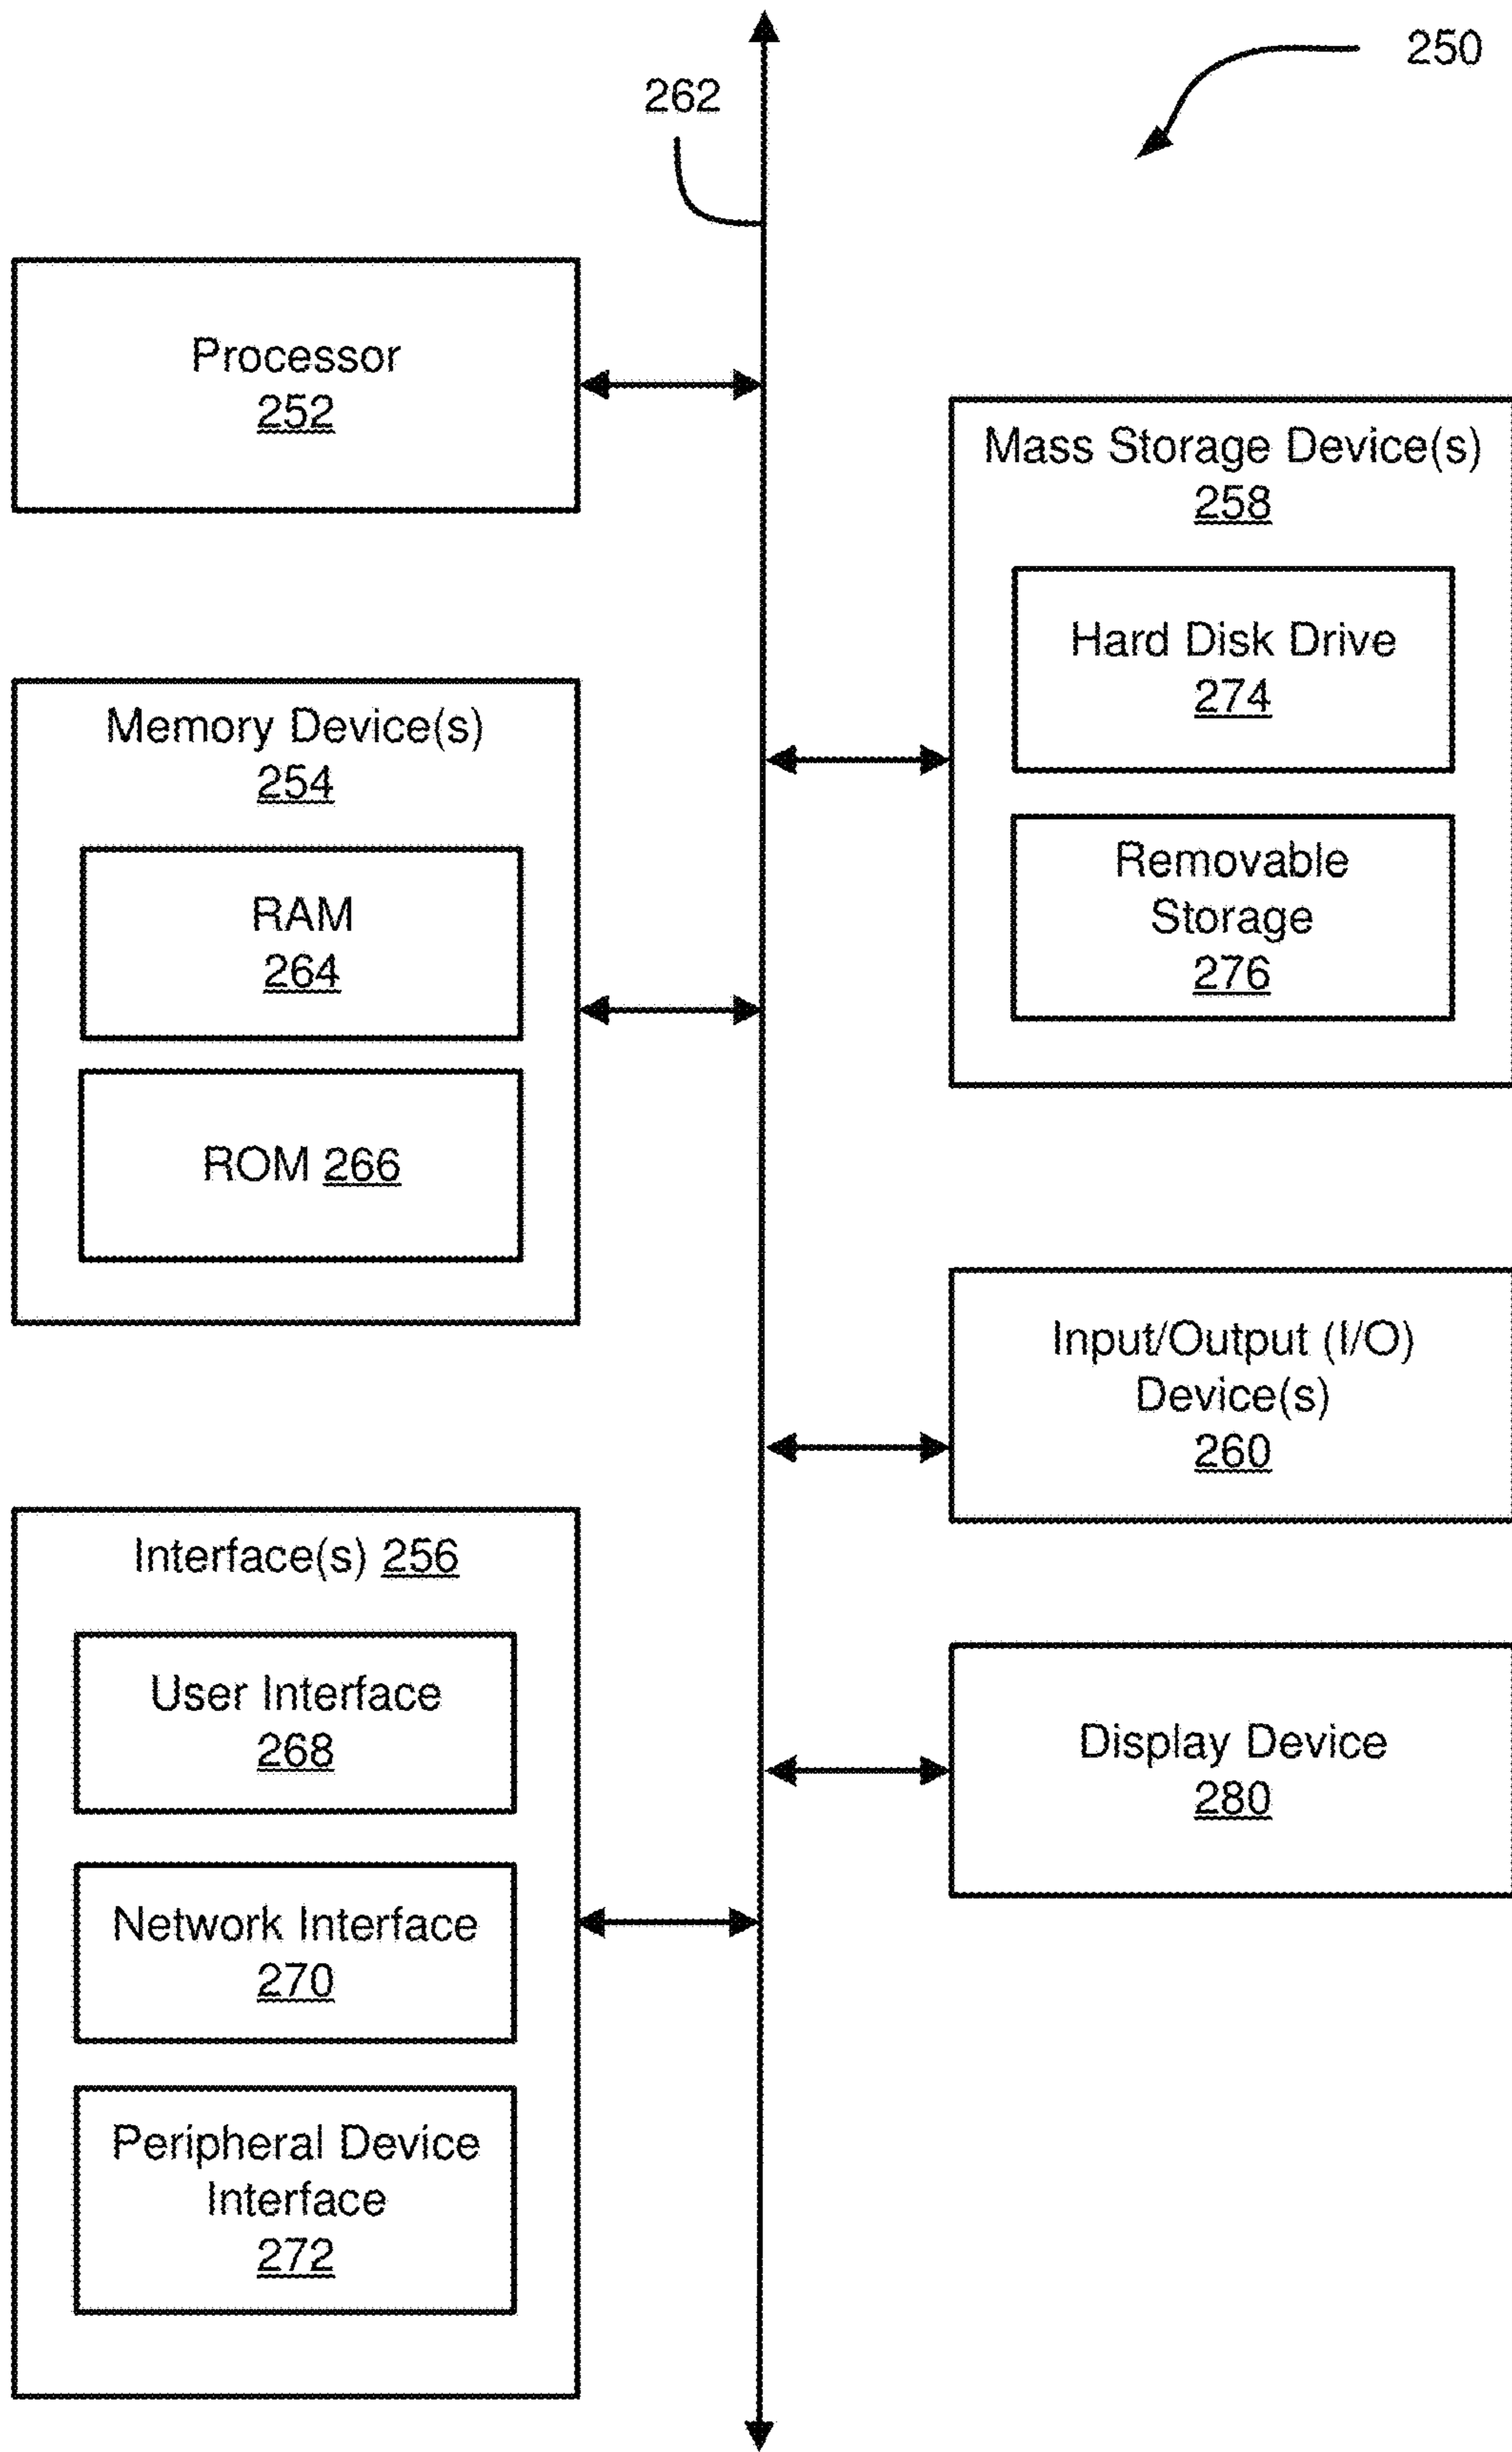 250
262
Processor
252
Mass Storage Device(s)
258
Hard Disk Drive
274
Removable
Storage
276
Memory Device(s)
254
RAM
264
ROM 266
Input/Output (I/O)
Device(s)
260
Interface(s) 256
User Interface
268
Network Interface
270
Peripheral Device
Interface
272
Display Device
280